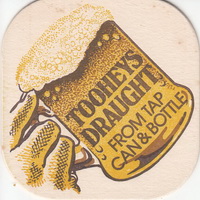 TOOHEYS
DRAUGHT
FROM TAP
CAN & BOTTLE